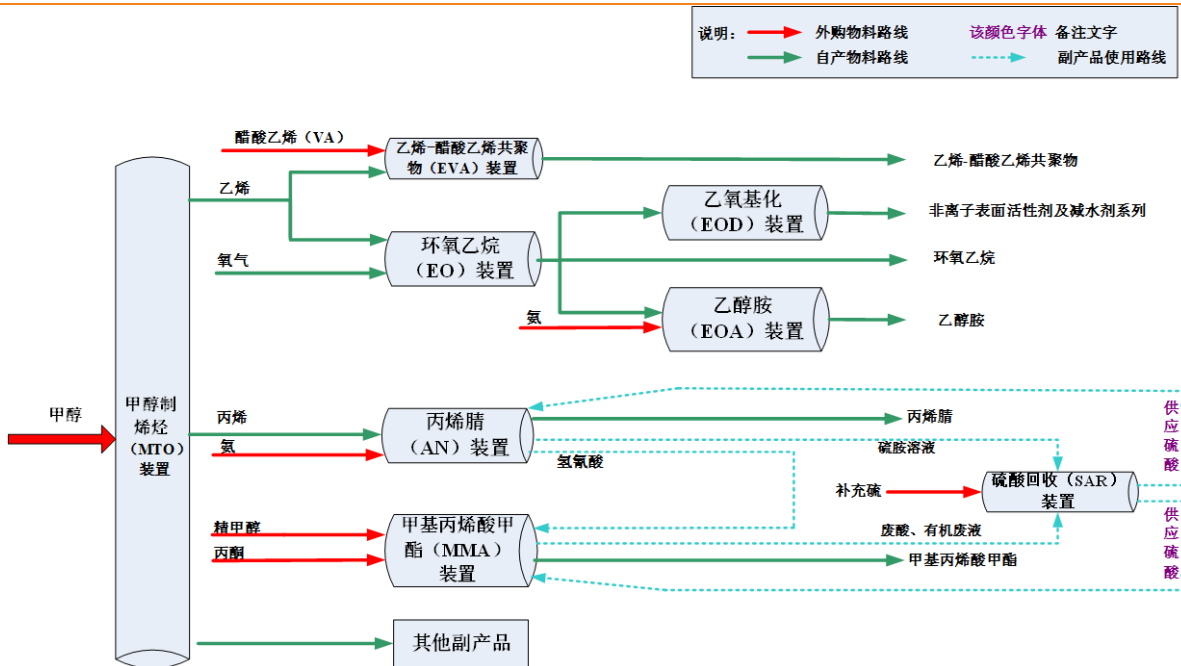 说明：
外购物料路线
该颜色字体 备注文字
自产物料路线
副产品使用路线
醋酸乙烯（VA）
乙烯-醋酸乙烯共聚
物（EVA）装置
乙烯-醋酸乙烯共聚物
乙烯
乙氧基化
（EOD）装置
非离子表面活性剂及减水剂系列
环氧乙烷
（EO）装置
氧气
环氧乙烷
氨
乙醇胺
（EOA）装置
乙醇胺
甲醇
甲醇制
烯烃
（MTO）
装置
丙烯
氨
丙烯腈
（AN）装置
丙烯腈
硫胺溶液
氢氰酸
供
应
硫
酸
补充硫
硫酸回收（SAR）
装置
精甲醇
丙酮
甲基丙烯酸甲
酯（MMA）
装置
废酸、有机废液
甲基丙烯酸甲酯
供
应
硫
酸
其他副产品